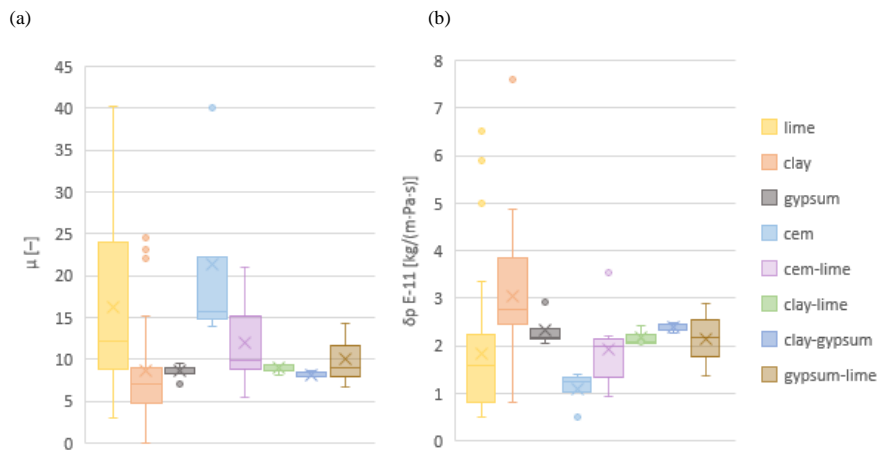 (a)
(b)
45
40
35
30
25
20
15
10
5
0
μ [–]
8
7
6
5
4
3
2
1
0
δp E-11 [kg/(m·Pa·s)]
lime
clay
gypsum
cem
cem-lime
clay-lime
clay-gypsum
gypsum-lime